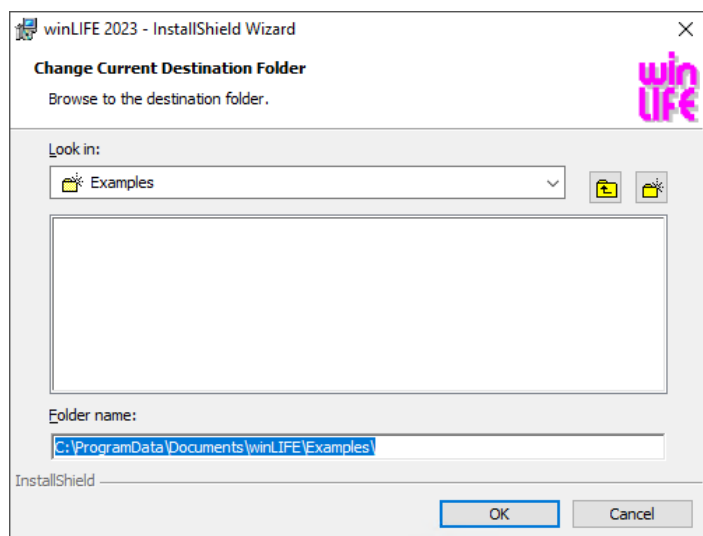 winLIFE 2023 - InstallShield Wizard
Change Current Destination Folder
Browse to the destination folder.
win
LIFE
Look in:
Examples
Folder name:
C:\ProgramData\Documents\winLIFE\Examples\
InstallShield
OK Cancel